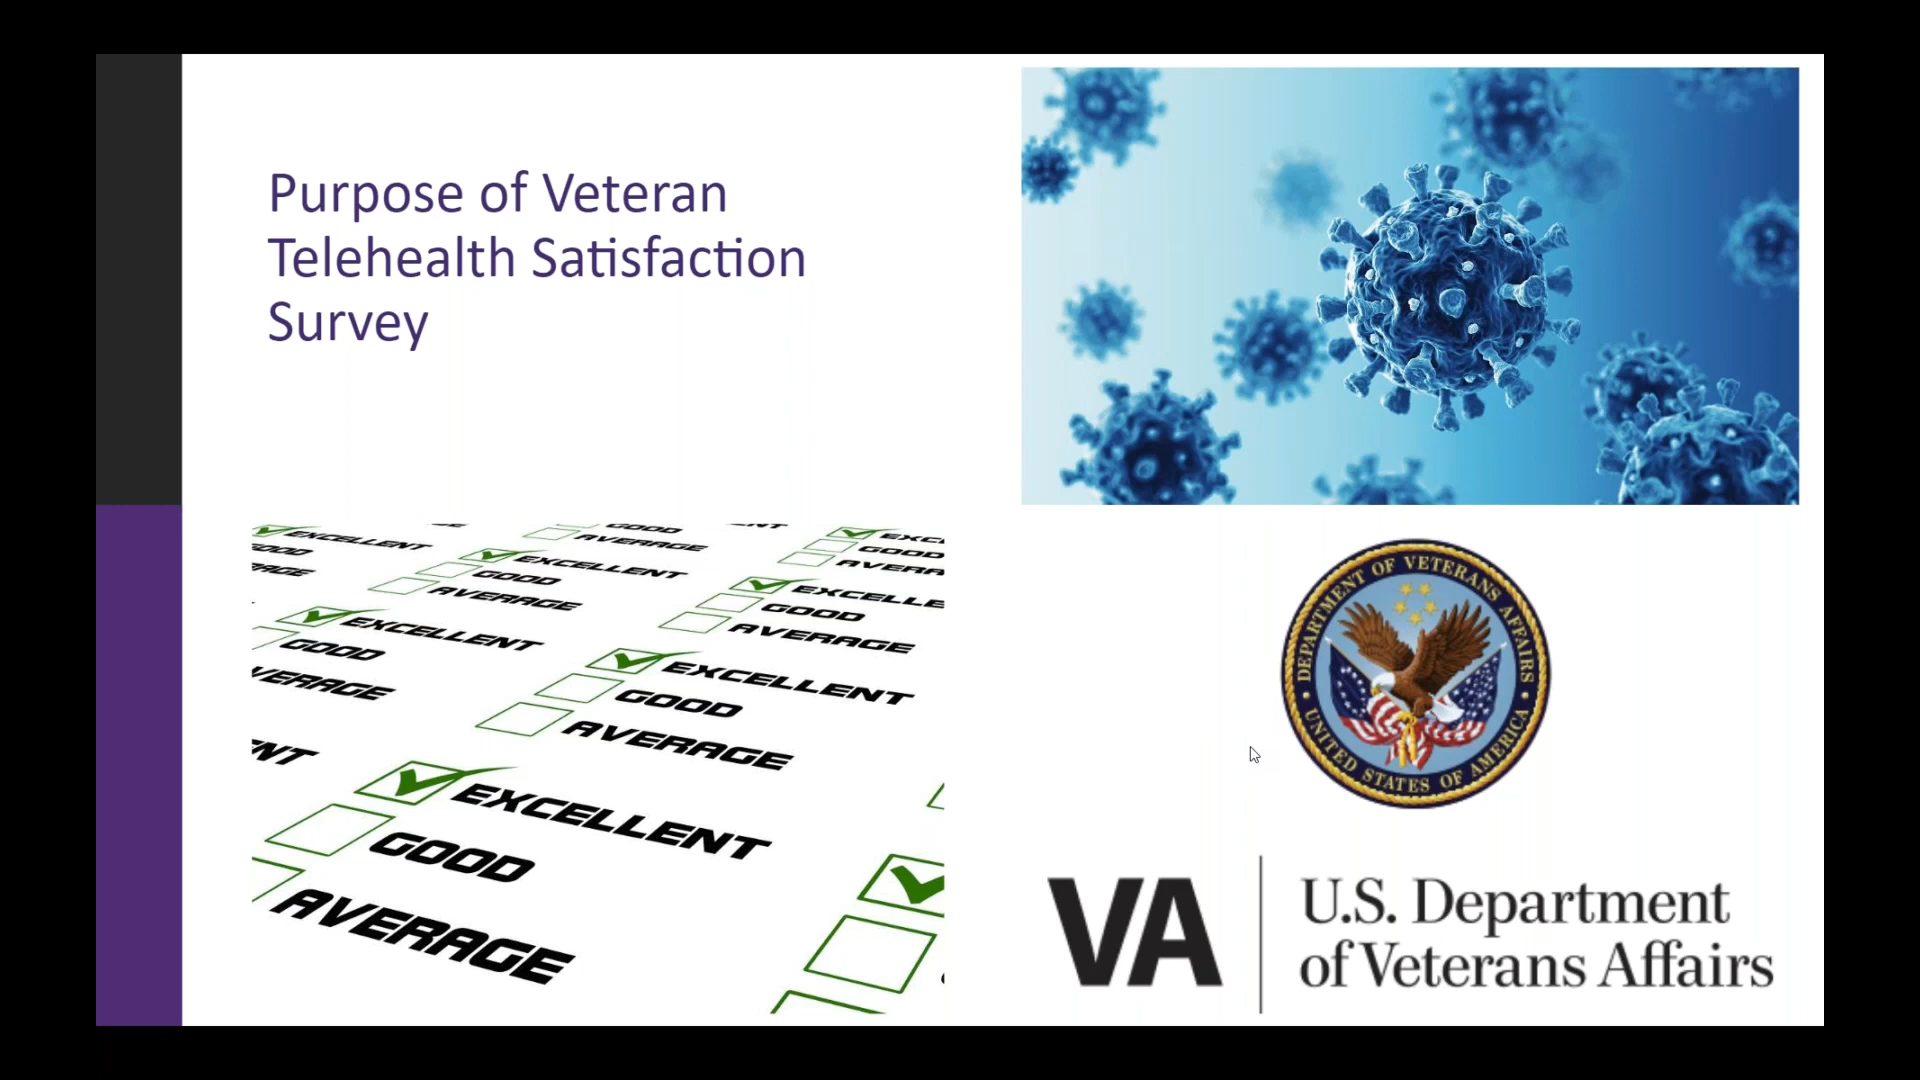 Purpose of Veteran
Telehealth Satisfaction
Survey
GOOD
AVERAGE
EXCELLENT
GOOD
EXCELLENT
GOOD
AVERAGE
EXCELLENT
GOOD
AVERAGE
EXCELLENT
GOOD
EXCELLENT
GOOD
AVERAGE
EXCELLENT
GOOD
AVERAGE
DEPARTMENT OF VETERANS AFFAIRS
UNITED STATES OF AMERICA
VA
U.S. Department
of Veterans Affairs